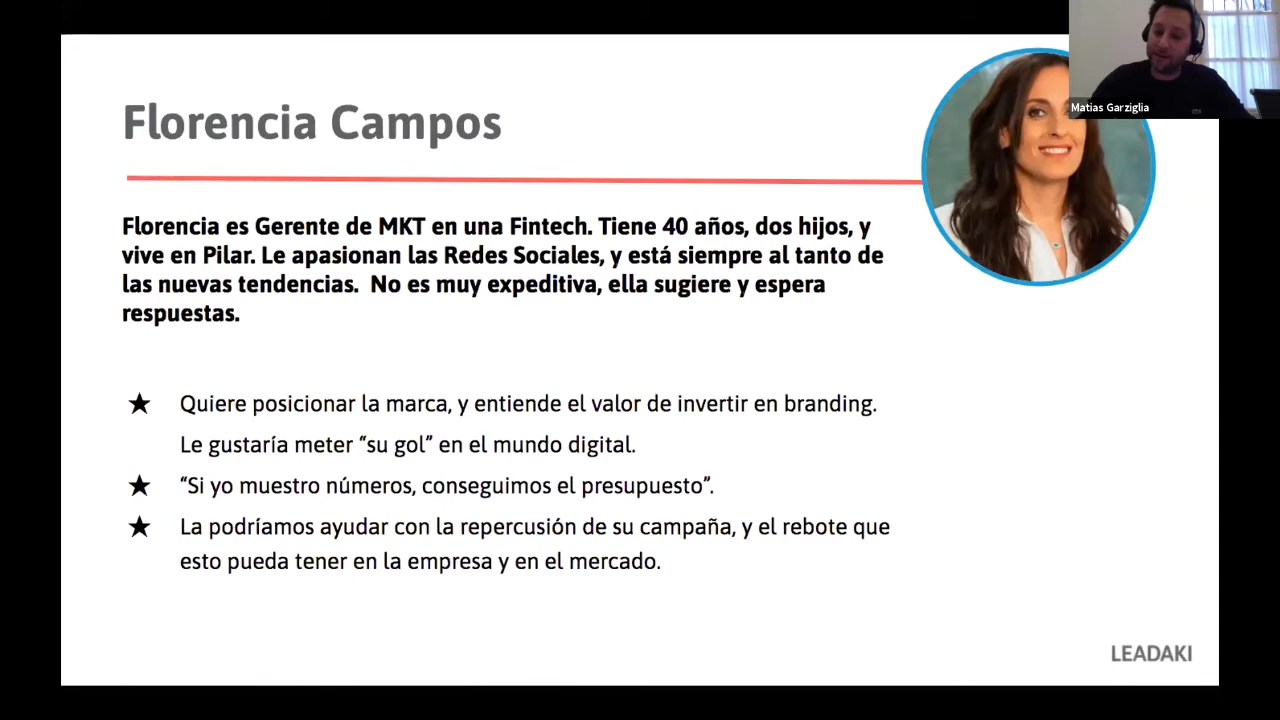 Florencia Campos
Matias Garziglia
Florencia es Gerente de MKT en una Fintech. Tiene 40 años, dos hijos, y
vive en Pilar. Le apasionan las Redes Sociales, y está siempre al tanto de
las nuevas tendencias.  No es muy expeditiva, ella sugiere y espera
respuestas.
★ Quiere posicionar la marca, y entiende el valor de invertir en branding.
Le gustaría meter “su gol” en el mundo digital.
★ “Si yo muestro números, conseguimos el presupuesto”.
★ La podríamos ayudar con la repercusión de su campaña, y el rebote que
esto pueda tener en la empresa y en el mercado.
LEADAKI